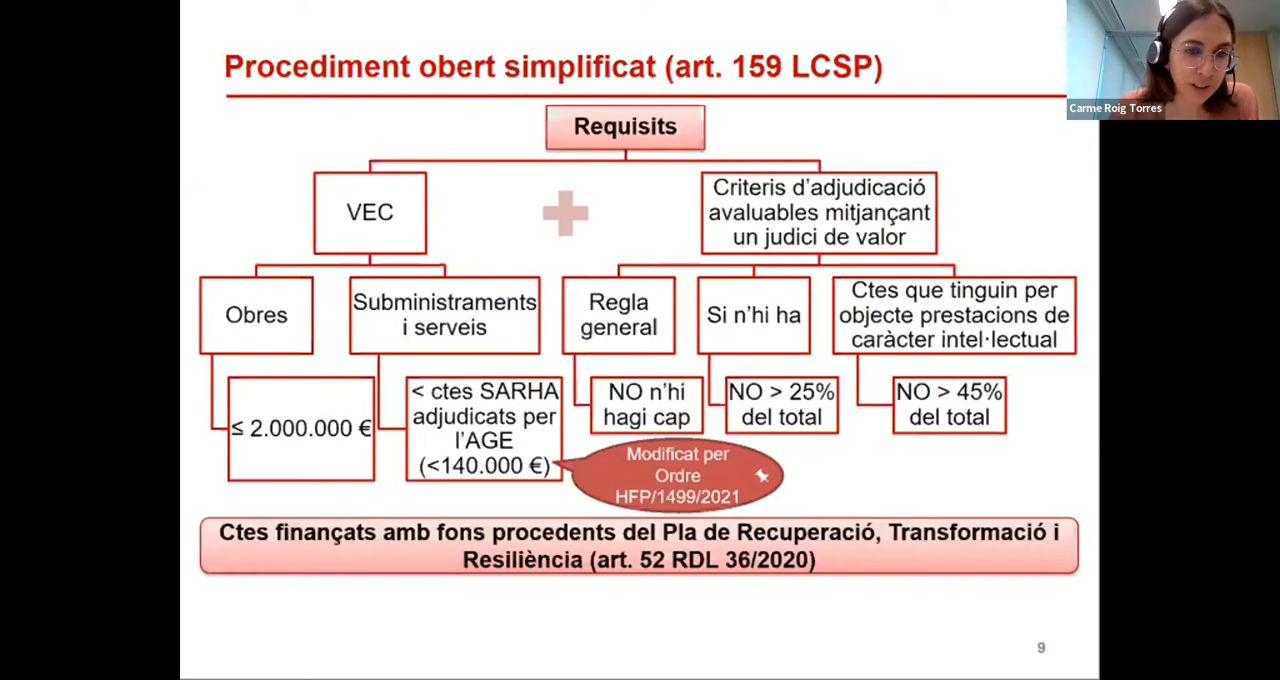 Procediment obert simplificat (art. 159 LCSP)
Carme Roig Torres
Requisits
VEC
Criteris d'adjudicació
avaluables mitjançant
un judici de valor
Obres
Subministraments
i serveis
Regla
general
Si n'hi ha
Ctes que tinguin per
objecte prestacions de
caràcter intel·lectual
≤ 2.000.000 €
< ctes SARHA
adjudicats per
l'AGE
(<140.000 €)
NO n'hi
hagi cap
NO > 25%
del total
NO > 45%
del total
Modificat per
Ordre
HFP/1499/2021
Ctes finançats amb fons procedents del Pla de Recuperació, Transformació i
Resiliència (art. 52 RDL 36/2020)
9